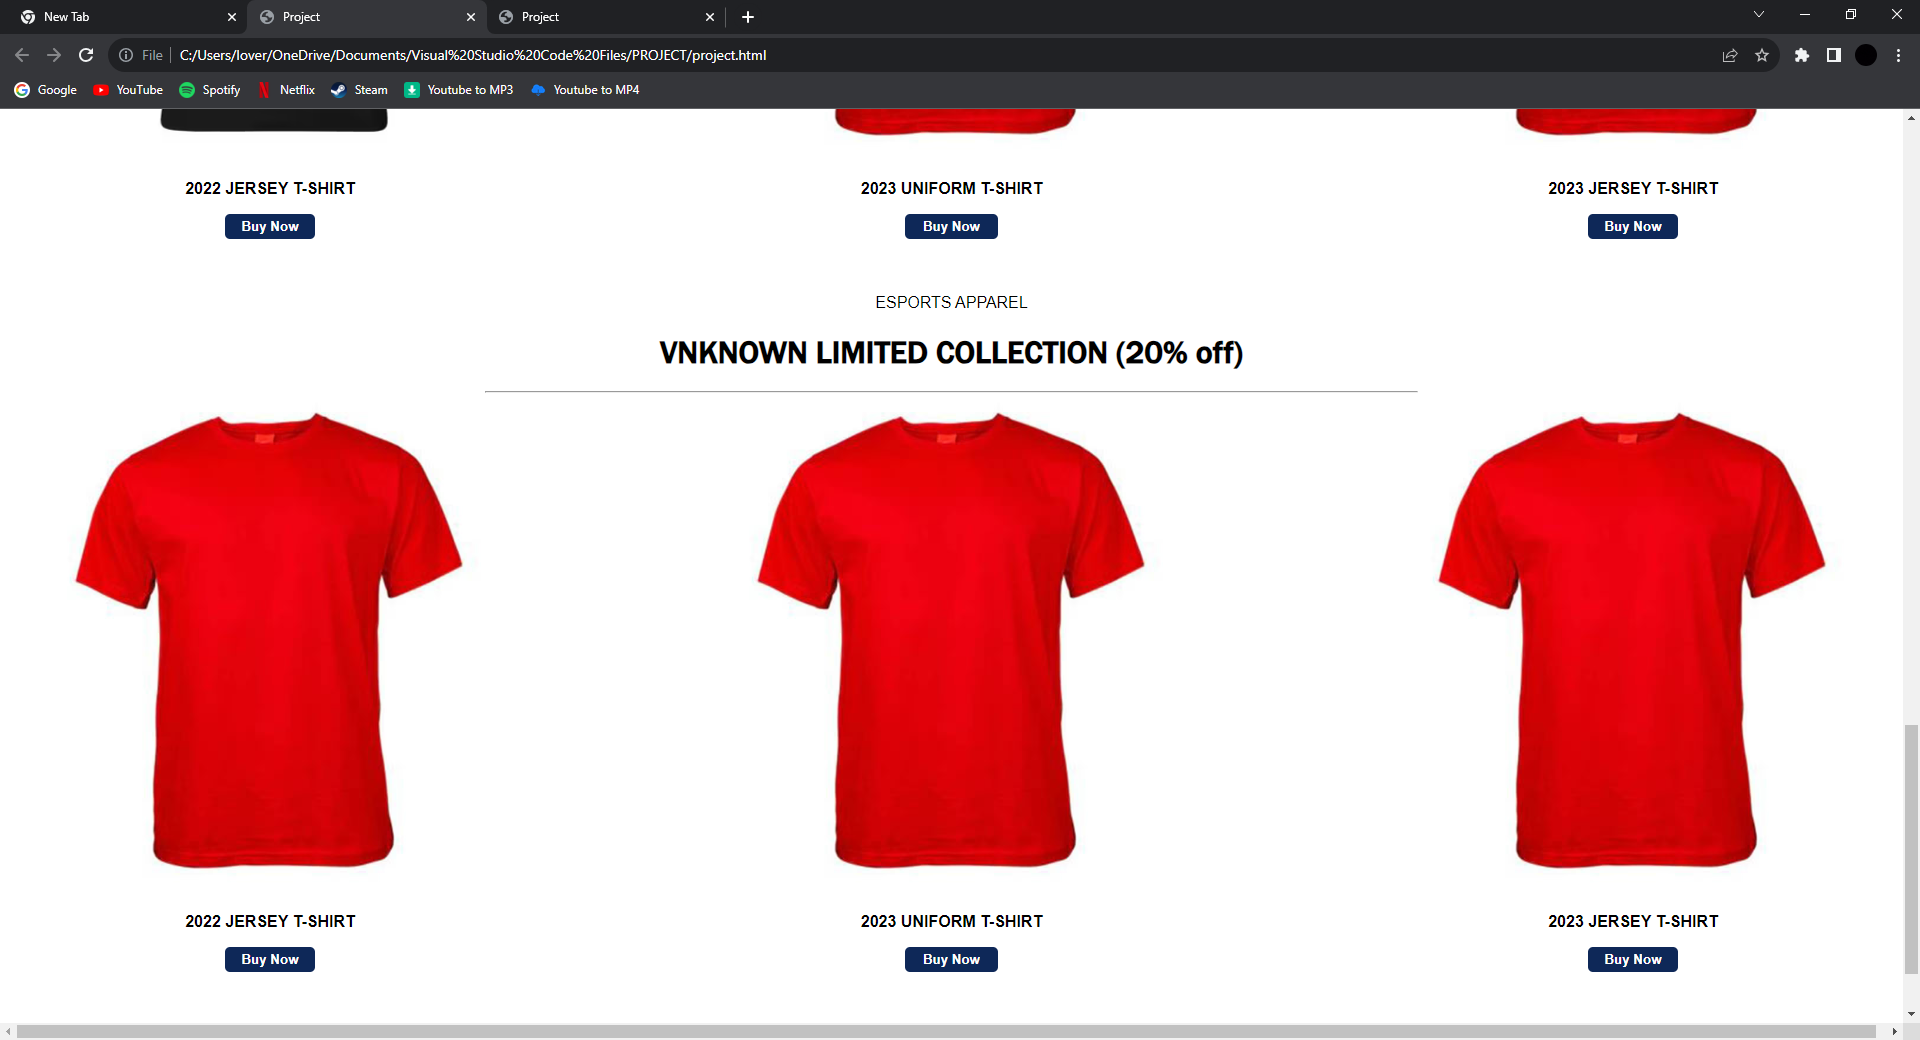 New Tab
Project
Project
File
C:/Users/lover/OneDrive/Documents/Visual%20Studio%20Code%20Files/PROJECT/project.html
Google
YouTube
Spotify
Netflix
Steam
Youtube to MP3
Youtube to MP4
2022 JERSEY T-SHIRT
2023 UNIFORM T-SHIRT
2023 JERSEY T-SHIRT
Buy Now
Buy Now
Buy Now
ESPORTS APPAREL
VNKNOWN LIMITED COLLECTION (20% off)
2022 JERSEY T-SHIRT
2023 UNIFORM T-SHIRT
2023 JERSEY T-SHIRT
Buy Now
Buy Now
Buy Now